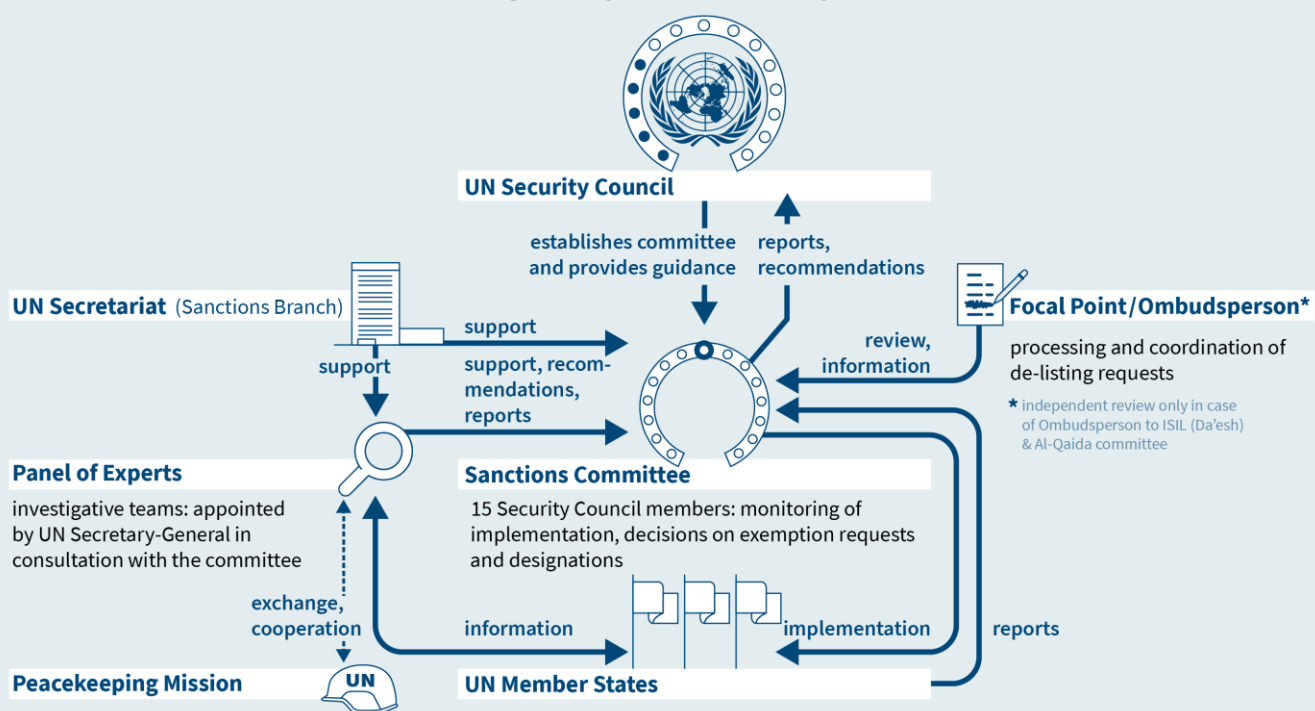 UN Security Council
establishes committee
and provides guidance
reports,
recommendations
UN Secretariat (Sanctions Branch)
support
support
support, recom-
mendations,
reports
review,
information
Focal Point/Ombudsperson*
processing and coordination of
de-listing requests
* independent review only in case
of Ombudsperson to ISIL (Da'esh)
& Al-Qaida committee
Panel of Experts
investigative teams: appointed
by UN Secretary-General in
consultation with the committee
Sanctions Committee
15 Security Council members: monitoring of
implementation, decisions on exemption requests
and designations
exchange,
cooperation
information
implementation
reports
Peacekeeping Mission
UN
UN Member States